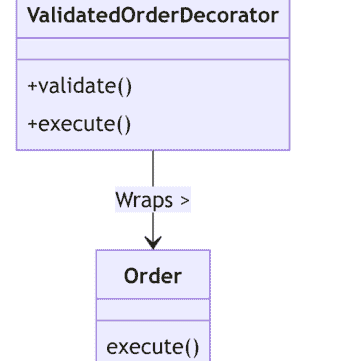 ValidatedOrderDecorator
+validate()
+execute()
Wraps >
Order
execute()